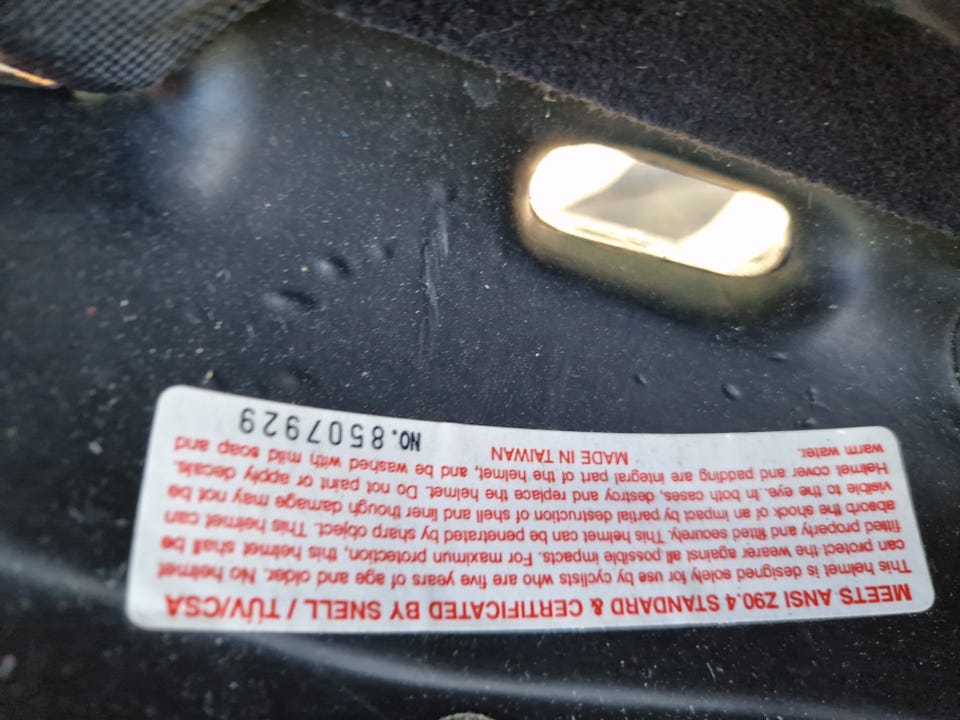 MEETS ANSI Z90.4 STANDARD & CERTIFICATED BY SNELL / TÜV/CSA
This helmet is designed solely for use by cyclists who are five years of age and older. No helmet
can protect the wearer against all possible impacts. For maximun protection, this helmet shall be
fitted properly and fitted securely. This helmet can be penetrated by sharp object. This helmet can
absorb the shock of an impact by partial destruction of shell and liner though damage may not be
visible to the eye. In both cases, destroy and replace the helmet. Do not paint or apply decals.
Helmet cover and padding are integral part of the helmet, and be washed with mild soap and
warm water.
MADE IN TAIWAN
NO.8507929